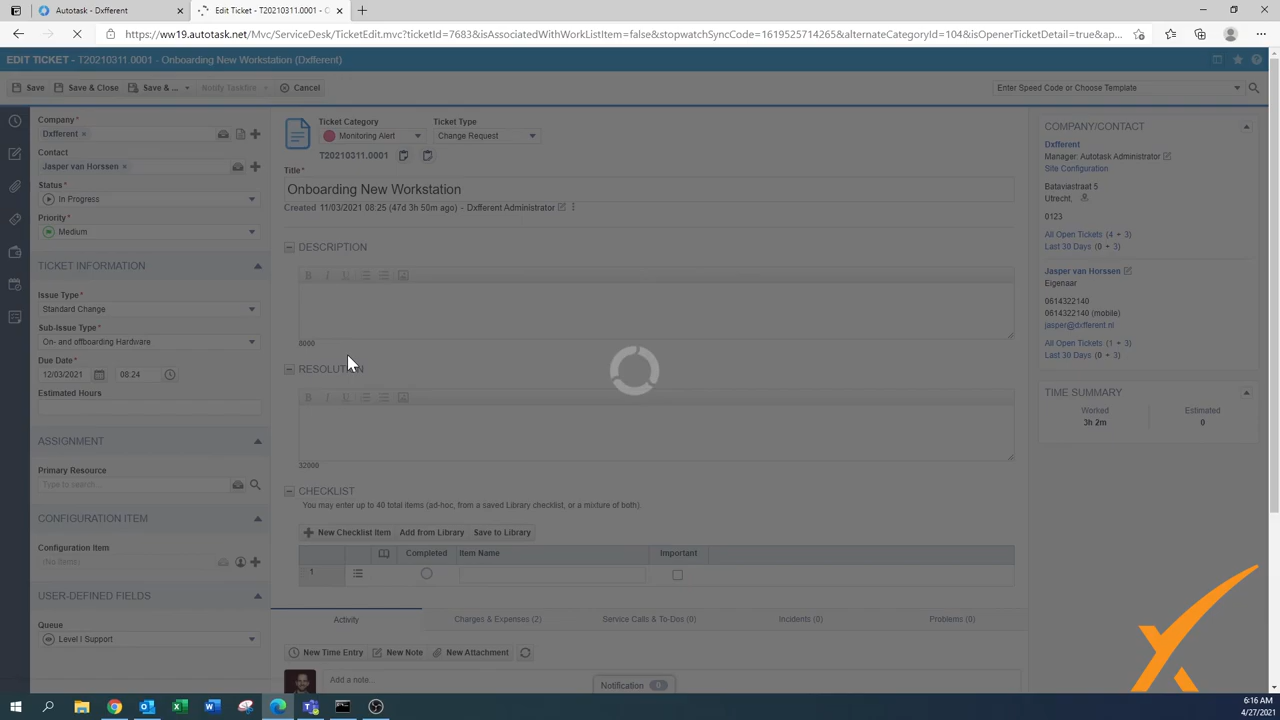 Autotask - Dxfferent
Edit Ticket - T20210311.0001 - C
https://ww19.autotask.net/Mvc/ServiceDesk/TicketEdit.mvc?ticketId=7683&isAssociatedWithWorkListItem=false&stopwatchSyncCode=1619525714265&alternateCategoryId=104&isOpenerTicketDetail=true&ap...
EDIT TICKET - T20210311.0001 - Onboarding New Workstation (Dxfferent)
Save
Save & Close
Save & ...
Notify Taskfire
Cancel
Enter Speed Code or Choose Template
Company*
Dxfferent ×
Contact
Jasper van Horssen ×
Status*
In Progress
Priority*
Medium
TICKET INFORMATION
Issue Type*
Standard Change
Sub-Issue Type*
On- and offboarding Hardware
Due Date*
12/03/2021
08:24
Estimated Hours
ASSIGNMENT
Primary Resource
Type to search...
CONFIGURATION ITEM
Configuration Item
(No Items)
USER-DEFINED FIELDS
Queue
Level I Support
Ticket Category
Monitoring Alert
Ticket Type
Change Request
T20210311.0001
Title*
Onboarding New Workstation
Created 11/03/2021 08:25 (47d 3h 50m ago) - Dxfferent Administrator
DESCRIPTION
B I U
8000
RESOLUTION
B I U
32000
CHECKLIST
You may enter up to 40 total items (ad-hoc, from a saved Library checklist, or a mixture of both).
New Checklist Item
Add from Library
Save to Library
Completed
Item Name
Important
1
Activity
Charges & Expenses (2)
Service Calls & To-Dos (0)
Incidents (0)
Problems (0)
New Time Entry
New Note
New Attachment
Add a note...
Notification 0
COMPANY/CONTACT
Dxfferent
Manager: Autotask Administrator
Site Configuration
Bataviastraat 5
Utrecht,
0123
All Open Tickets (4 + 3)
Last 30 Days (0 + 3)
Jasper van Horssen
Eigenaar
0614322140
0614322140 (mobile)
jasper@dxfferent.nl
All Open Tickets (1 + 3)
Last 30 Days (0 + 3)
TIME SUMMARY
Worked
3h 2m
Estimated
0
6:16 AM
4/27/2021